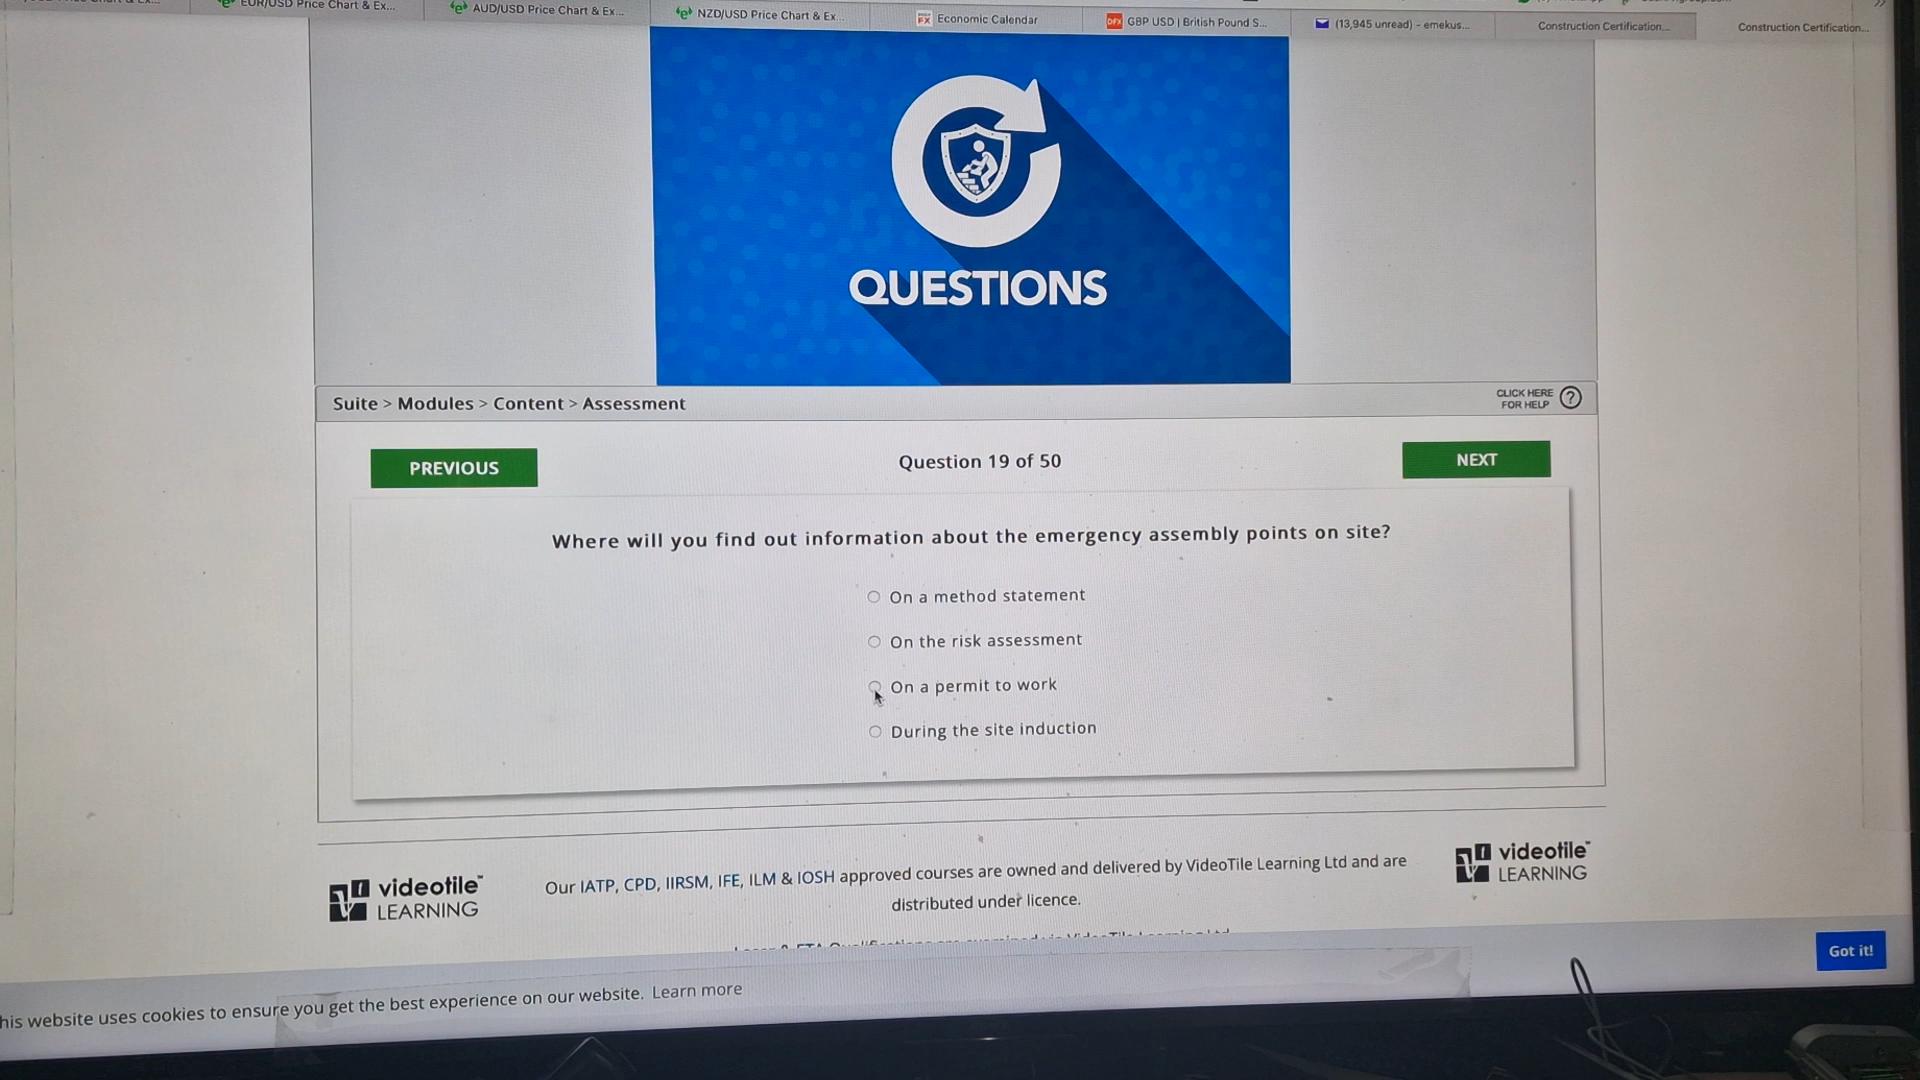 EUR/USD Price Chart & Ex...
AUD/USD Price Chart & Ex...
NZD/USD Price Chart & Ex...
Economic Calendar
GBP USD | British Pound S...
(13,945 unread) - emekus...
Construction Certification...
Construction Certification...
QUESTIONS
Suite > Modules > Content > Assessment
CLICK HERE
FOR HELP ?
PREVIOUS
Question 19 of 50
NEXT
Where will you find out information about the emergency assembly points on site?
On a method statement
On the risk assessment
On a permit to work
During the site induction
videotile™
LEARNING
Our IATP, CPD, IIRSM, IFE, ILM & IOSH approved courses are owned and delivered by VideoTile Learning Ltd and are
distributed under licence.
videotile™
LEARNING
Got it!
his website uses cookies to ensure you get the best experience on our website. Learn more